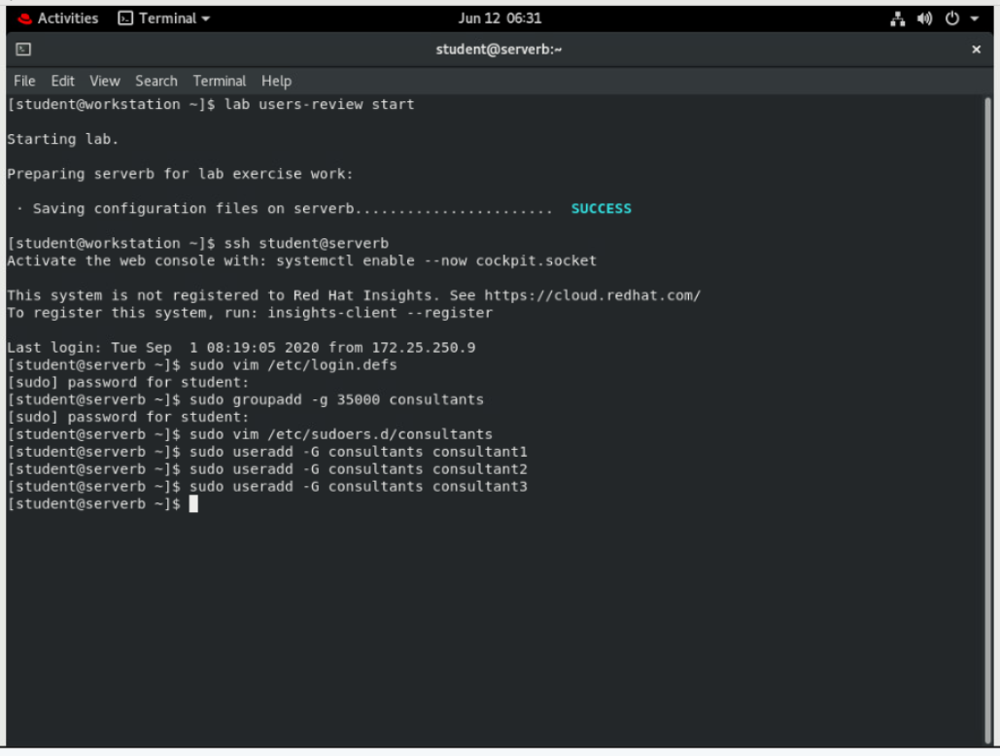 Activities Terminal Jun 12 06:31
student@serverb:~ ×
File Edit View Search Terminal Help
[student@workstation ~]$ lab users-review start
Starting lab.
Preparing serverb for lab exercise work:
· Saving configuration files on serverb....................... SUCCESS
[student@workstation ~]$ ssh student@serverb
Activate the web console with: systemctl enable --now cockpit.socket
This system is not registered to Red Hat Insights. See https://cloud.redhat.com/
To register this system, run: insights-client --register
Last login: Tue Sep  1 08:19:05 2020 from 172.25.250.9
[student@serverb ~]$ sudo vim /etc/login.defs
[sudo] password for student:
[student@serverb ~]$ sudo groupadd -g 35000 consultants
[sudo] password for student:
[student@serverb ~]$ sudo vim /etc/sudoers.d/consultants
[student@serverb ~]$ sudo useradd -G consultants consultant1
[student@serverb ~]$ sudo useradd -G consultants consultant2
[student@serverb ~]$ sudo useradd -G consultants consultant3
[student@serverb ~]$